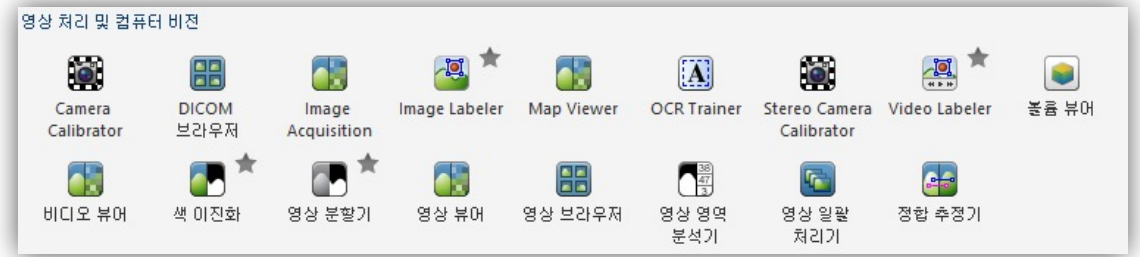 영상 처리 및 컴퓨터 비전
Camera Calibrator
DICOM 브라우저
Image Acquisition
Image Labeler
Map Viewer
OCR Trainer
Stereo Camera Calibrator
Video Labeler
볼륨 뷰어
비디오 뷰어
색 이진화
영상 분할기
영상 뷰어
영상 브라우저
영상 영역 분석기
영상 일괄 처리기
정합 추정기